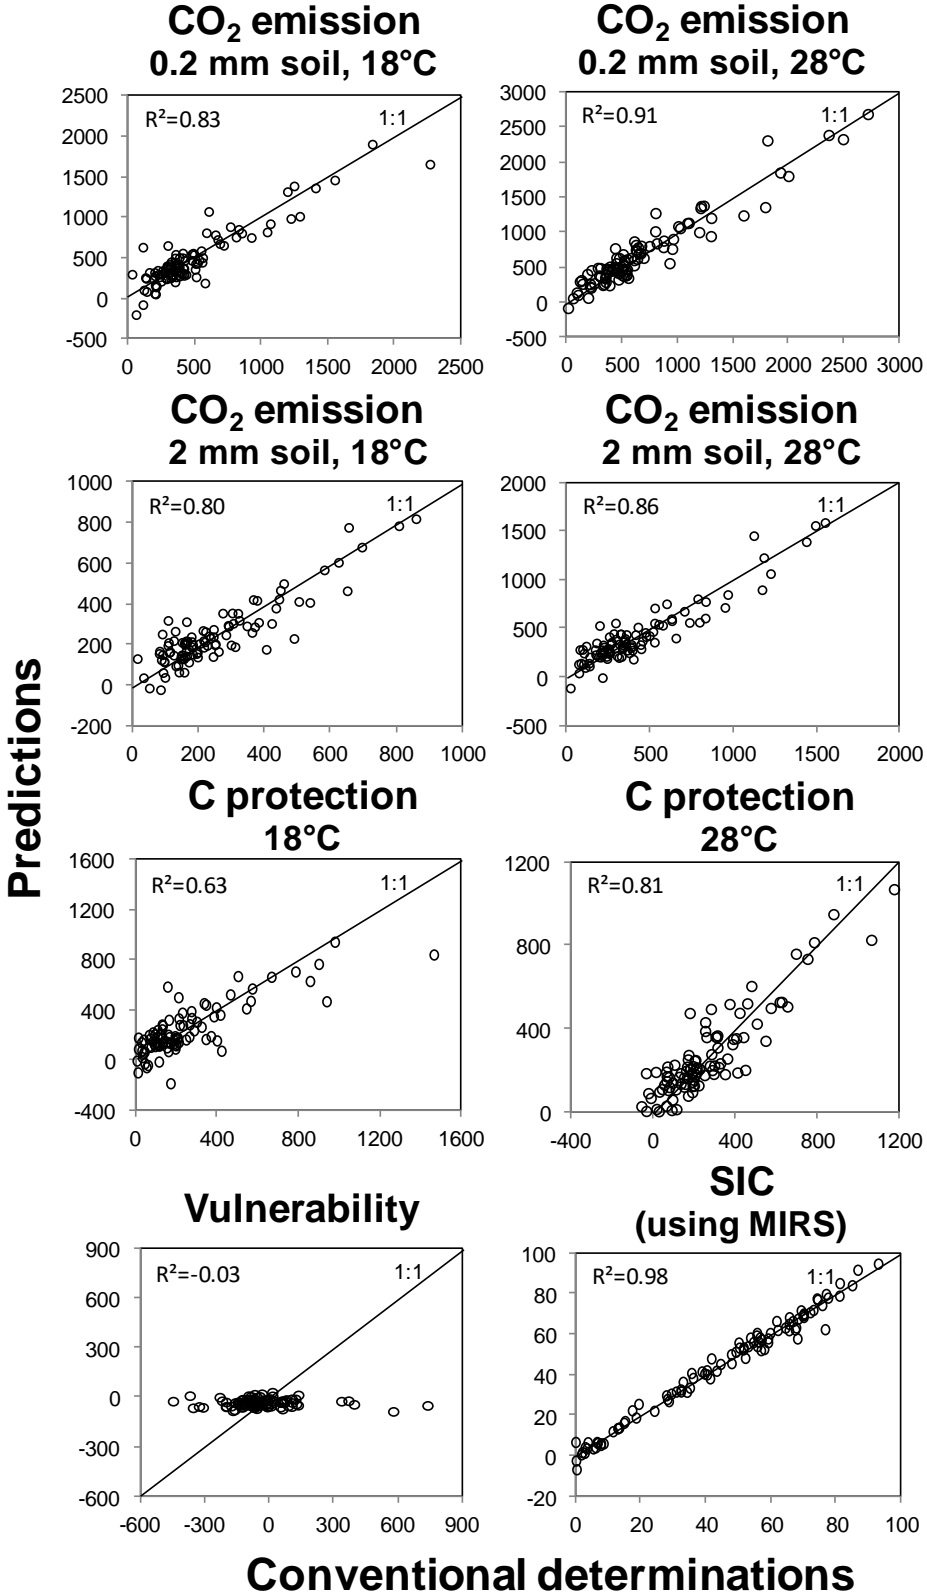 CO₂ emission
0.2 mm soil, 18°C
2500
2000
1500
1000
500
0
-500
R²=0.83
1:1
0 500 1000 1500 2000 2500
CO₂ emission
0.2 mm soil, 28°C
3000
2500
2000
1500
1000
500
0
-500
R²=0.91
1:1
0 500 1000 1500 2000 2500 3000
CO₂ emission
2 mm soil, 18°C
1000
800
600
400
200
0
-200
R²=0.80
1:1
0 200 400 600 800 1000
CO₂ emission
2 mm soil, 28°C
2000
1500
1000
500
0
-500
R²=0.86
1:1
0 500 1000 1500 2000
Predictions
C protection
18°C
1600
1200
800
400
0
-400
R²=0.63
1:1
0 400 800 1200 1600
C protection
28°C
1200
800
400
0
R²=0.81
1:1
-400 0 400 800 1200
Vulnerability
900
600
300
0
-300
-600
R²=-0.03
1:1
-600 -300 0 300 600 900
SIC
(using MIRS)
100
80
60
40
20
0
-20
R²=0.98
1:1
0 20 40 60 80 100
Conventional determinations